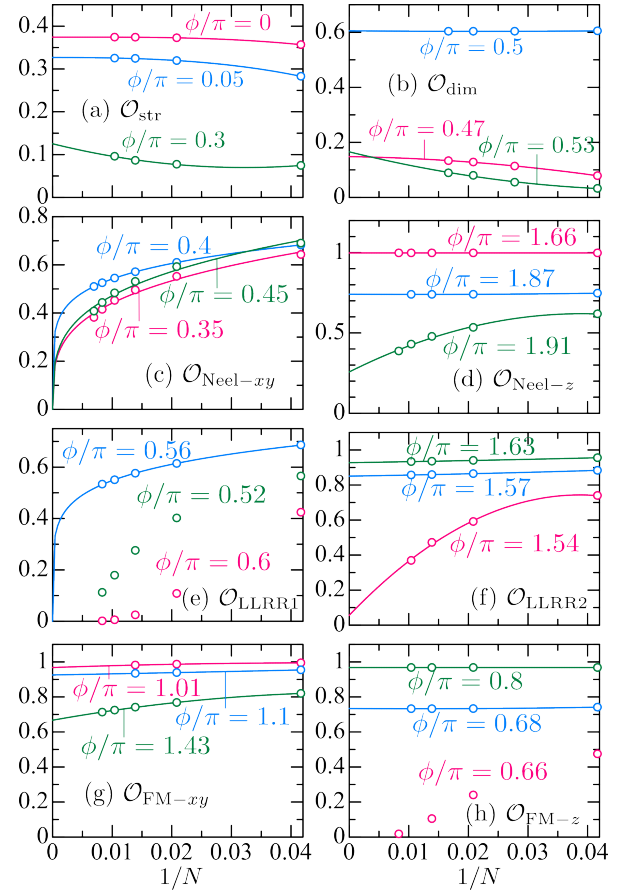 0.4
0.3
0.2
0.1
0
ϕ/π = 0
ϕ/π = 0.05
(a) 𝒪str
ϕ/π = 0.3
0.6
0.4
0.2
0
ϕ/π = 0.5
(b) 𝒪dim
ϕ/π = 0.47
ϕ/π = 0.53
0.8
0.6
0.4
0.2
0
ϕ/π = 0.4
ϕ/π = 0.45
ϕ/π = 0.35
(c) 𝒪Neel−xy
1
0.5
0
ϕ/π = 1.66
ϕ/π = 1.87
ϕ/π = 1.91
(d) 𝒪Neel−z
0.6
0.4
0.2
0
ϕ/π = 0.56
ϕ/π = 0.52
ϕ/π = 0.6
(e) 𝒪LLRR1
1
0.8
0.6
0.4
0.2
0
ϕ/π = 1.63
ϕ/π = 1.57
ϕ/π = 1.54
(f) 𝒪LLRR2
1
0.8
0.6
0.4
0.2
0
ϕ/π = 1.01
ϕ/π = 1.1
ϕ/π = 1.43
(g) 𝒪FM−xy
0 0.01 0.02 0.03 0.04
1/N
1
0.8
0.6
0.4
0.2
0
ϕ/π = 0.8
ϕ/π = 0.68
ϕ/π = 0.66
(h) 𝒪FM−z
0 0.01 0.02 0.03 0.04
1/N